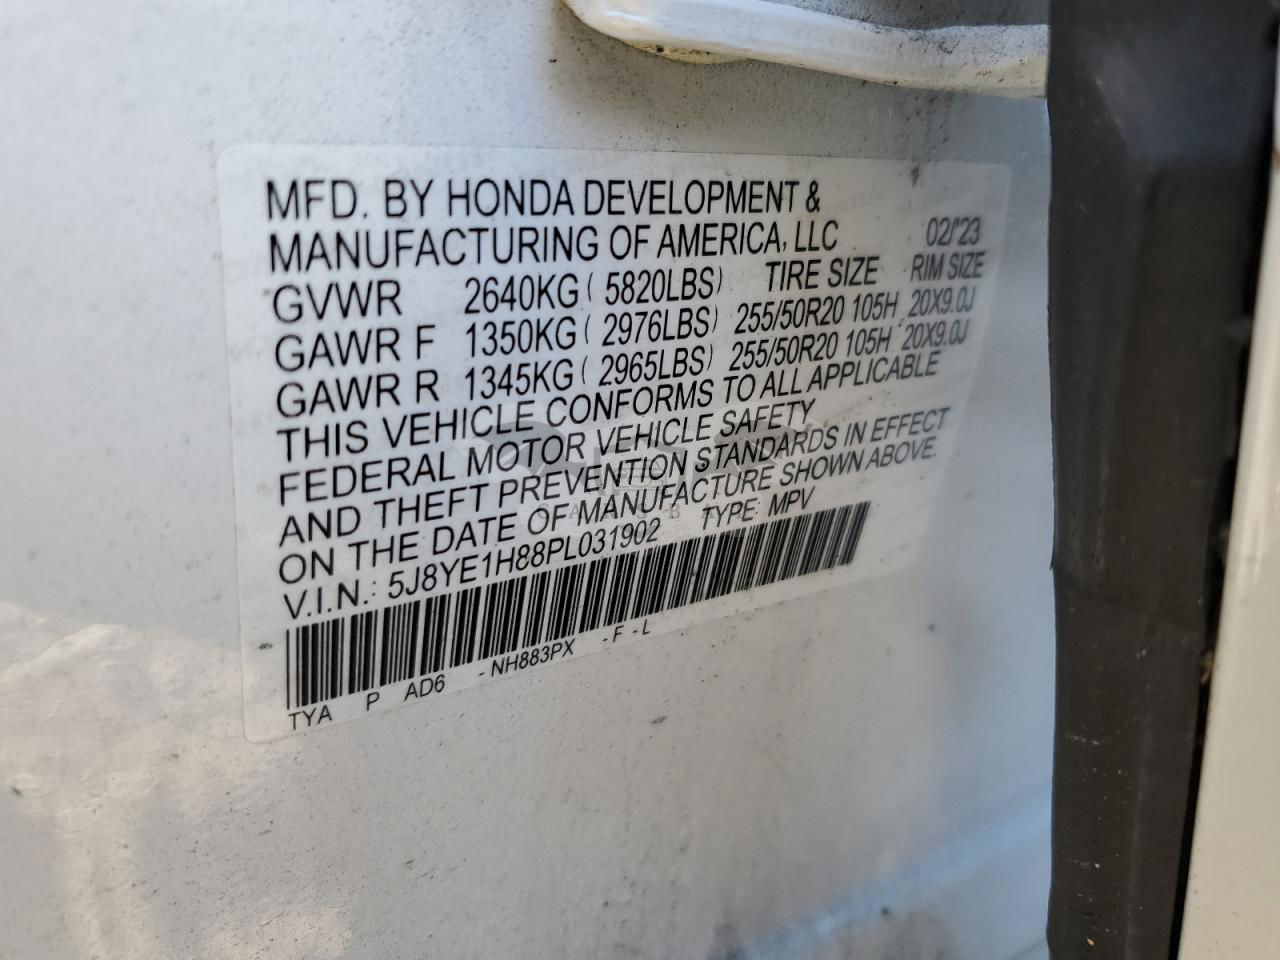 MFD. BY HONDA DEVELOPMENT &
MANUFACTURING OF AMERICA, LLC 02/'23
GVWR 2640KG ( 5820LBS) TIRE SIZE RIM SIZE
GAWR F 1350KG ( 2976LBS) 255/50R20 105H 20X9.0J
GAWR R 1345KG ( 2965LBS) 255/50R20 105H 20X9.0J
THIS VEHICLE CONFORMS TO ALL APPLICABLE
FEDERAL MOTOR VEHICLE SAFETY
AND THEFT PREVENTION STANDARDS IN EFFECT
ON THE DATE OF MANUFACTURE SHOWN ABOVE.
V.I.N.: 5J8YE1H88PL031902 TYPE: MPV
TYA P AD6 -NH883PX -F -L